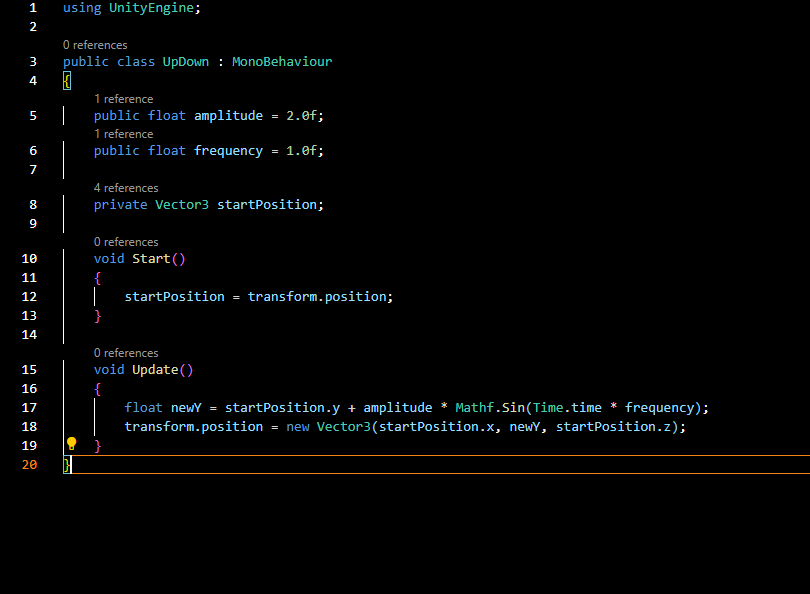 1 using UnityEngine;
2
0 references
3 public class UpDown : MonoBehaviour
4 {
1 reference
5 public float amplitude = 2.0f;
1 reference
6 public float frequency = 1.0f;
7
4 references
8 private Vector3 startPosition;
9
0 references
10 void Start()
11 {
12 startPosition = transform.position;
13 }
14
0 references
15 void Update()
16 {
17 float newY = startPosition.y + amplitude * Mathf.Sin(Time.time * frequency);
18 transform.position = new Vector3(startPosition.x, newY, startPosition.z);
19 }
20 }